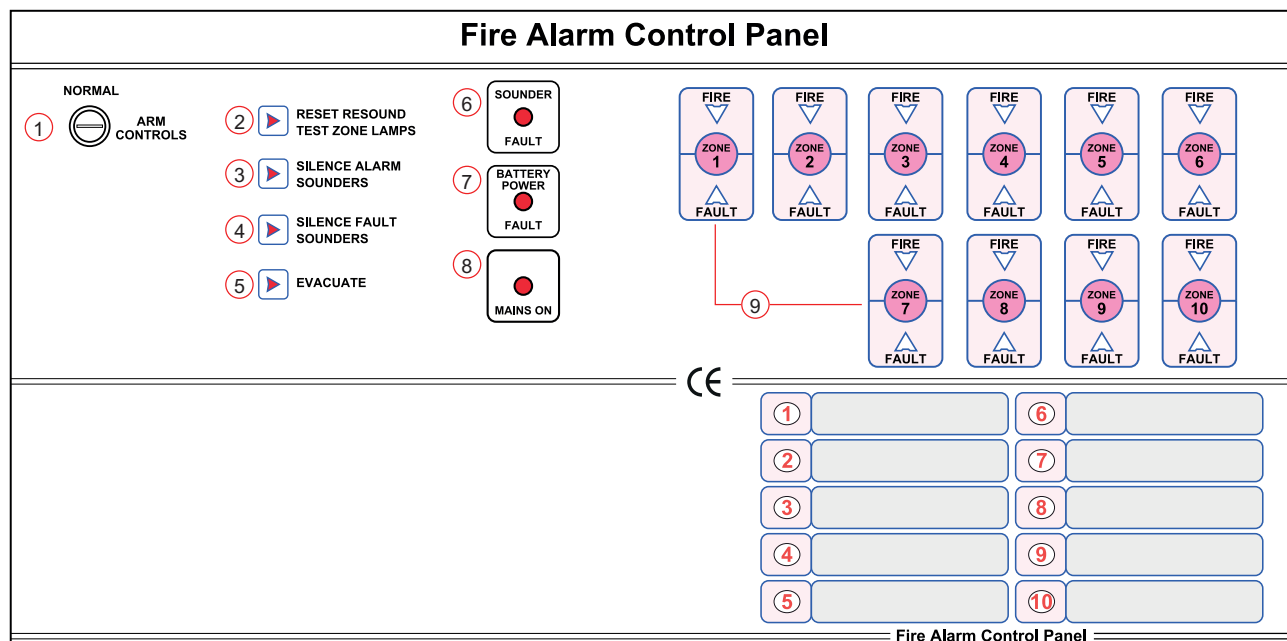 Fire Alarm Control Panel
NORMAL
1
ARM
CONTROLS
2
RESET RESOUND
TEST ZONE LAMPS
3
SILENCE ALARM
SOUNDERS
4
SILENCE FAULT
SOUNDERS
5
EVACUATE
6
SOUNDER
FAULT
7
BATTERY
POWER
FAULT
8
MAINS ON
FIRE
ZONE
1
FAULT
FIRE
ZONE
2
FAULT
FIRE
ZONE
3
FAULT
FIRE
ZONE
4
FAULT
FIRE
ZONE
5
FAULT
FIRE
ZONE
6
FAULT
9
FIRE
ZONE
7
FAULT
FIRE
ZONE
8
FAULT
FIRE
ZONE
9
FAULT
FIRE
ZONE
10
FAULT
CE
1
2
3
4
5
6
7
8
9
10
Fire Alarm Control Panel